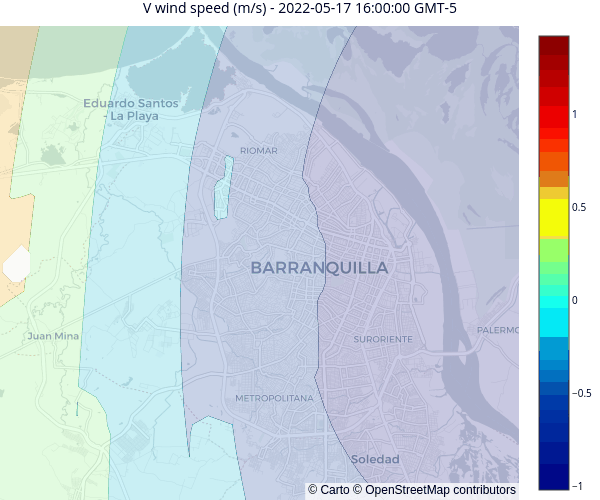 V wind speed (m/s) - 2022-05-17 16:00:00 GMT-5
Eduardo Santos
- La Playa
RIOMAR
BARRANQUILLA
Juan Mina
SURORIENTE
PALERMO
METROPOLITANA
Soledad
© Carto © OpenStreetMap contributors
1
0.5
0
−0.5
−1